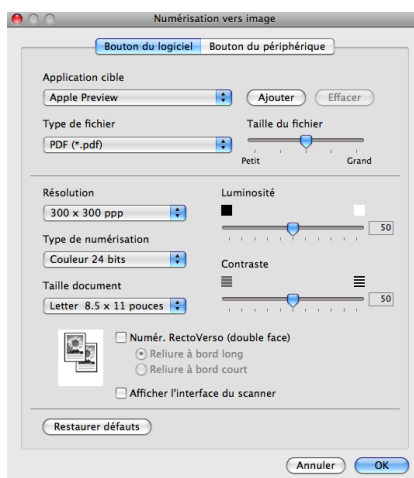 Numérisation vers image
Bouton du logiciel Bouton du périphérique
Application cible
Apple Preview Ajouter Effacer
Type de fichier Taille du fichier
PDF (*.pdf)
Petit Grand
Résolution Luminosité
300 x 300 ppp
50
Type de numérisation
Couleur 24 bits
Contraste
Taille document
Letter 8.5 x 11 pouces 50
Numér. RectoVerso (double face)
Reliure à bord long
Reliure à bord court
Afficher l'interface du scanner
Restaurer défauts
Annuler OK